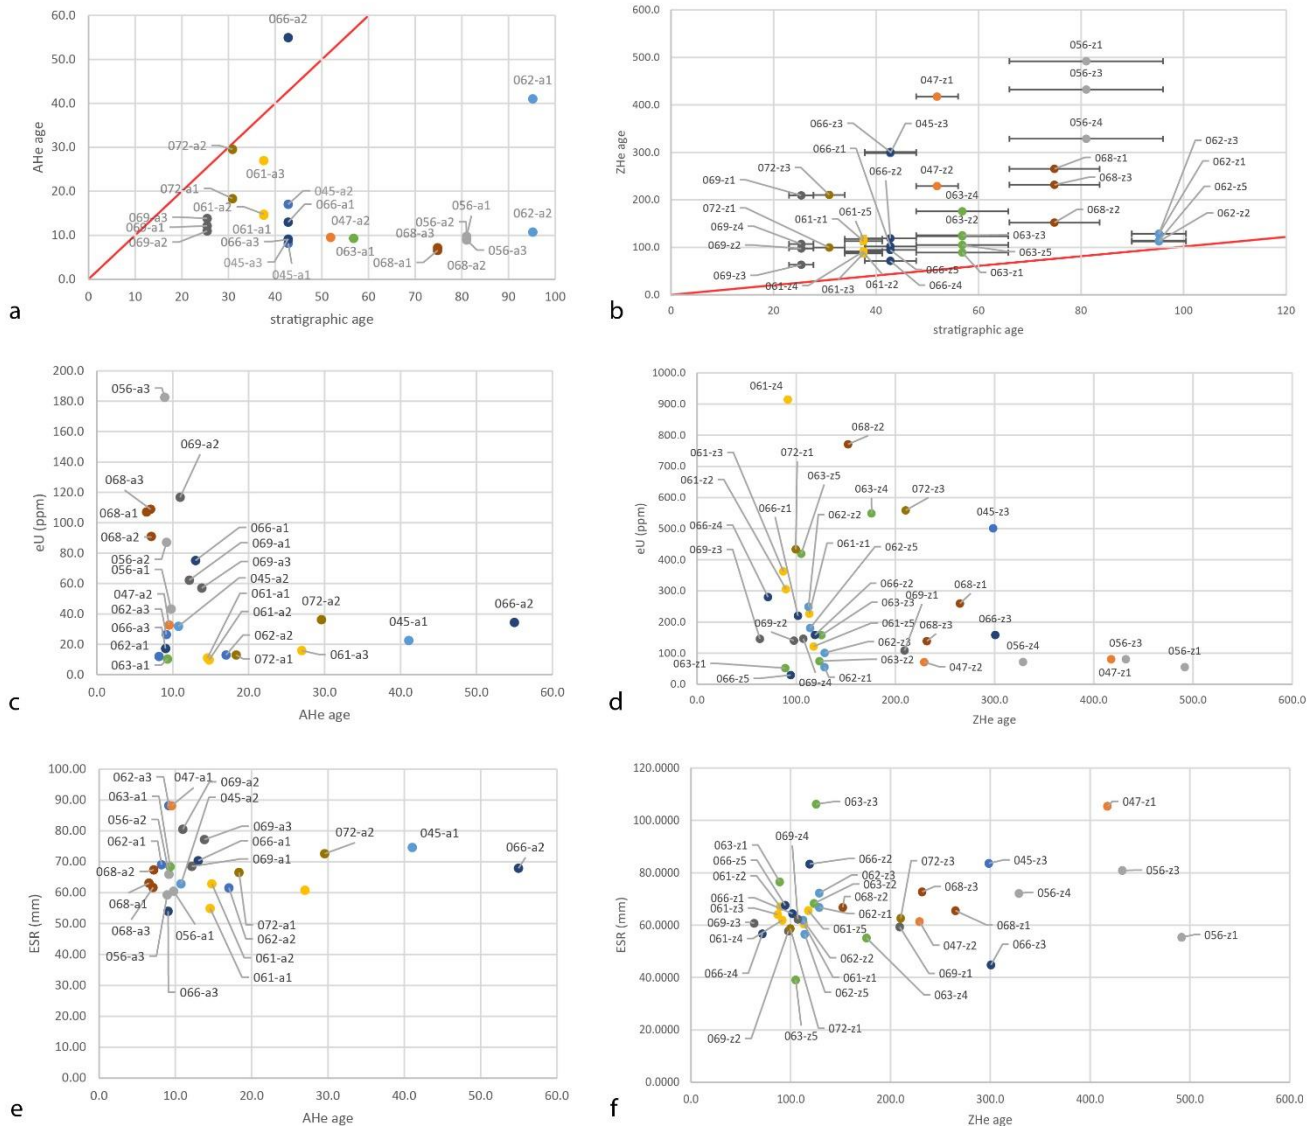 066-a2
60.0
50.0
062-a1
40.0
AHe age
30.0
072-a2
061-a3
20.0
072-a1
045-a2
066-a1
061-a2
047-a2
056-a1
056-a2
062-a2
069-a3
069-a1
069-a2
10.0
061-a1
066-a3
045-a3
045-a1
063-a1
068-a3
068-a1
068-a2
056-a3
0.0
0 10 20 30 40 50 60 70 80 90 100
stratigraphic age
a
600.0
500.0
400.0
300.0
200.0
100.0
0.0
ZHe age
056-z1
056-z3
047-z1
056-z4
066-z3
045-z3
066-z1
062-z3
062-z1
062-z5
062-z2
072-z3
066-z2
047-z2
068-z1
068-z3
069-z1
063-z4
063-z2
072-z1
061-z1
061-z5
068-z2
069-z4
063-z3
069-z2
063-z5
069-z3
066-z5
063-z1
061-z4
061-z3
061-z2
066-z4
0 20 40 60 80 100 120
stratigraphic age
b
200.0
180.0
160.0
140.0
120.0
100.0
80.0
60.0
40.0
20.0
0.0
eU (ppm)
056-a3
069-a2
068-a3
068-a1
068-a2
066-a1
056-a2
069-a1
056-a1
069-a3
047-a2
045-a2
062-a3
061-a1
072-a2
066-a2
066-a3
061-a2
045-a1
062-a1
062-a2
063-a1
072-a1
061-a3
0.0 10.0 20.0 30.0 40.0 50.0 60.0
AHe age
c
1000.0
900.0
800.0
700.0
600.0
500.0
400.0
300.0
200.0
100.0
0.0
eU (ppm)
061-z4
068-z2
061-z3
072-z1
063-z5
061-z2
063-z4
072-z3
066-z1
062-z2
045-z3
066-z4
061-z1
062-z5
069-z3
066-z2
068-z1
063-z3
069-z1
069-z2
061-z5
068-z3
066-z3
062-z3
056-z4
056-z3
056-z1
063-z1
063-z2
047-z2
047-z1
066-z5
069-z4
062-z1
0.0 100.0 200.0 300.0 400.0 500.0 600.0
ZHe age
d
100.00
90.00
80.00
70.00
60.00
50.00
40.00
30.00
20.00
10.00
0.00
ESR (mm)
062-a3
047-a1
069-a2
063-a1
045-a2
056-a2
069-a3
072-a2
045-a1
062-a1
066-a1
066-a2
068-a2
069-a1
068-a1
072-a1
068-a3
056-a1
062-a2
056-a3
061-a2
061-a1
066-a3
0.00 10.0 20.0 30.0 40.0 50.0 60.0
AHe age
e
120.0000
100.0000
80.0000
60.0000
40.0000
20.0000
0.0000
ESR (mm)
063-z3
047-z1
063-z1
069-z4
066-z5
066-z2
072-z3
045-z3
056-z3
061-z2
062-z3
063-z2
068-z3
056-z4
066-z1
068-z2
061-z3
062-z1
069-z3
061-z5
068-z1
061-z4
047-z2
056-z1
066-z4
062-z2
066-z3
061-z1
069-z1
062-z5
063-z4
069-z2
063-z5
072-z1
0.0 100.0 200.0 300.0 400.0 500.0 600.0
ZHe age
f